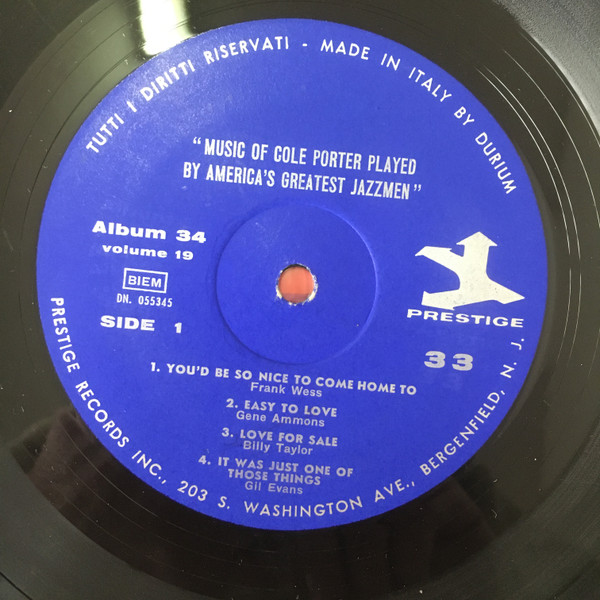 TUTTI I DIRITTI RISERVATI - MADE IN ITALY BY DURIUM
"MUSIC OF COLE PORTER PLAYED
BY AMERICA'S GREATEST JAZZMEN"
Album 34
volume 19
BIEM
DN. 055345
SIDE 1
PRESTIGE
33
1. YOU'D BE SO NICE TO COME HOME TO
Frank Wess
2. EASY TO LOVE
Gene Ammons
3. LOVE FOR SALE
Billy Taylor
4. IT WAS JUST ONE OF
THOSE THINGS
Gil Evans
PRESTIGE RECORDS INC., 203 S. WASHINGTON AVE., BERGENFIELD, N. J.